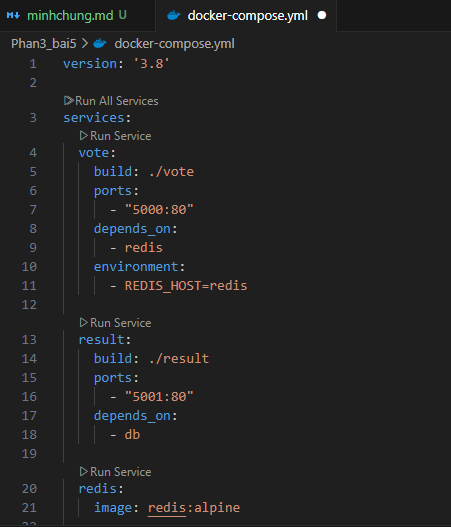 minhchung.md U
docker-compose.yml
Phan3_bai5 > docker-compose.yml
1 version: '3.8'
2
Run All Services
3 services:
Run Service
4 vote:
5 build: ./vote
6 ports:
7 - "5000:80"
8 depends_on:
9 - redis
10 environment:
11 - REDIS_HOST=redis
12
Run Service
13 result:
14 build: ./result
15 ports:
16 - "5001:80"
17 depends_on:
18 - db
19
Run Service
20 redis:
21 image: redis:alpine